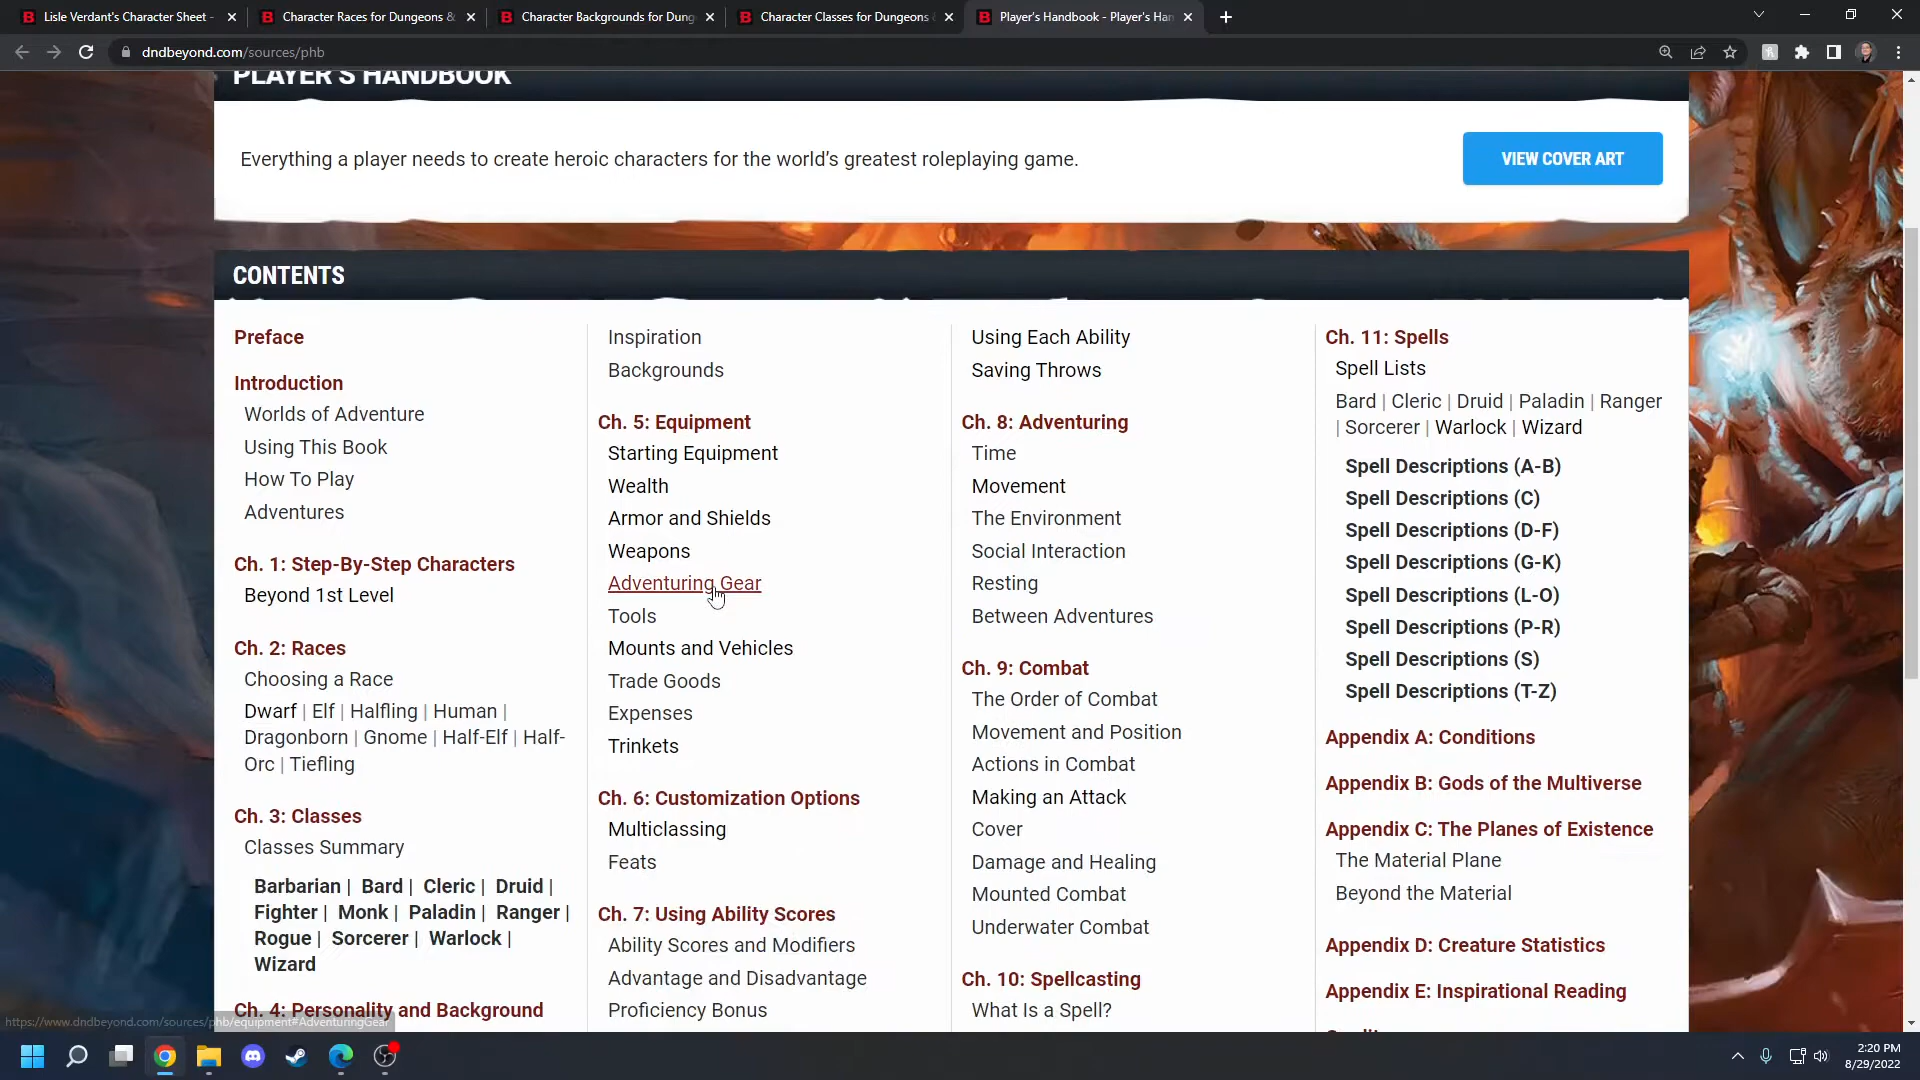 Lisle Verdant's Character Sheet -
Character Races for Dungeons &
Character Backgrounds for Dung
Character Classes for Dungeons
Player's Handbook - Player's Han
dndbeyond.com/sources/phb
PLAYER'S HANDBOOK
Everything a player needs to create heroic characters for the world's greatest roleplaying game.
VIEW COVER ART
CONTENTS
Preface
Introduction
Worlds of Adventure
Using This Book
How To Play
Adventures
Ch. 1: Step-By-Step Characters
Beyond 1st Level
Ch. 2: Races
Choosing a Race
Dwarf | Elf | Halfling | Human |
Dragonborn | Gnome | Half-Elf | Half-
Orc | Tiefling
Ch. 3: Classes
Classes Summary
Barbarian | Bard | Cleric | Druid |
Fighter | Monk | Paladin | Ranger |
Rogue | Sorcerer | Warlock |
Wizard
Ch. 4: Personality and Background
Inspiration
Backgrounds
Ch. 5: Equipment
Starting Equipment
Wealth
Armor and Shields
Weapons
Adventuring Gear
Tools
Mounts and Vehicles
Trade Goods
Expenses
Trinkets
Ch. 6: Customization Options
Multiclassing
Feats
Ch. 7: Using Ability Scores
Ability Scores and Modifiers
Advantage and Disadvantage
Proficiency Bonus
Using Each Ability
Saving Throws
Ch. 8: Adventuring
Time
Movement
The Environment
Social Interaction
Resting
Between Adventures
Ch. 9: Combat
The Order of Combat
Movement and Position
Actions in Combat
Making an Attack
Cover
Damage and Healing
Mounted Combat
Underwater Combat
Ch. 10: Spellcasting
What Is a Spell?
Ch. 11: Spells
Spell Lists
Bard | Cleric | Druid | Paladin | Ranger
| Sorcerer | Warlock | Wizard
Spell Descriptions (A-B)
Spell Descriptions (C)
Spell Descriptions (D-F)
Spell Descriptions (G-K)
Spell Descriptions (L-O)
Spell Descriptions (P-R)
Spell Descriptions (S)
Spell Descriptions (T-Z)
Appendix A: Conditions
Appendix B: Gods of the Multiverse
Appendix C: The Planes of Existence
The Material Plane
Beyond the Material
Appendix D: Creature Statistics
Appendix E: Inspirational Reading
https://www.dndbeyond.com/sources/phb/equipment#AdventuringGear
2:20 PM
8/29/2022